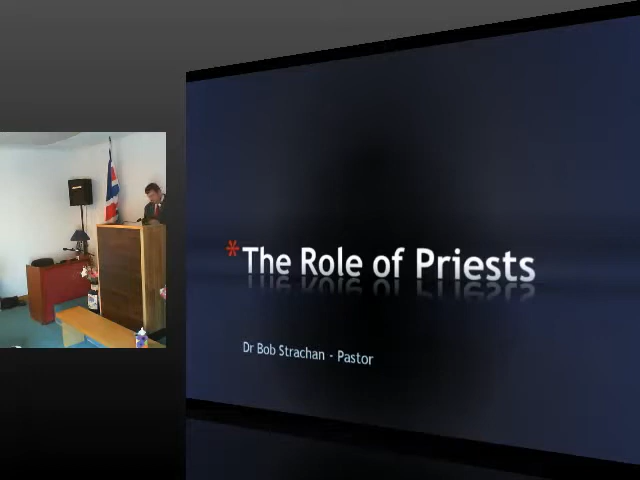 * The Role of Priests
Dr Bob Strachan - Pastor